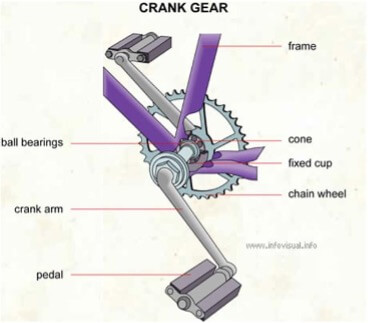 CRANK GEAR
frame
ball bearings
cone
fixed cup
chain wheel
crank arm
www.infovisual.info
pedal